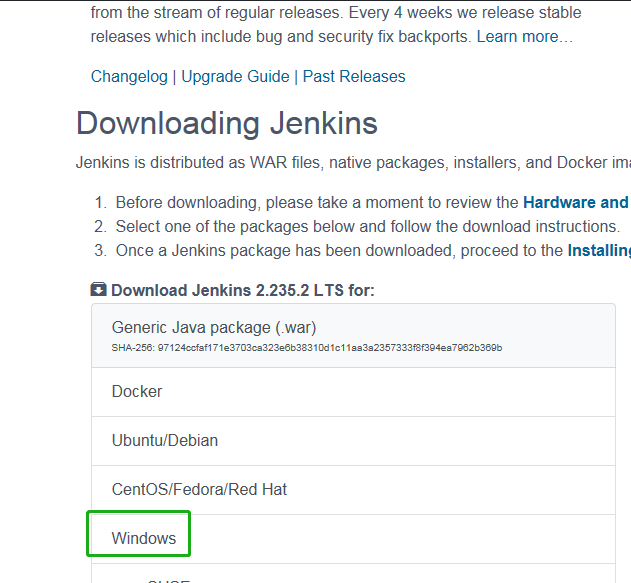 from the stream of regular releases. Every 4 weeks we release stable
releases which include bug and security fix backports. Learn more…
Changelog | Upgrade Guide | Past Releases
Downloading Jenkins
Jenkins is distributed as WAR files, native packages, installers, and Docker ima
1. Before downloading, please take a moment to review the Hardware and
2. Select one of the packages below and follow the download instructions.
3. Once a Jenkins package has been downloaded, proceed to the Installing
Download Jenkins 2.235.2 LTS for:
Generic Java package (.war)
SHA-256: 97124ccfaf171e3703ca323e6b38310d1c11aa3a2357333f8f394ea7962b369b
Docker
Ubuntu/Debian
CentOS/Fedora/Red Hat
Windows